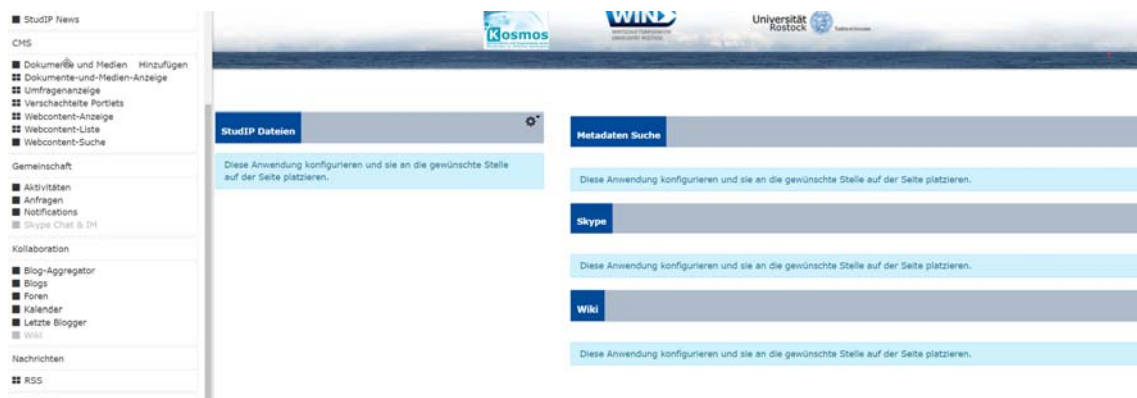 StudIP News
CMS
Dokumente und Medien Hinzufügen
Dokumente-und-Medien-Anzeige
Umfragenanzeige
Verschachtelte Portlets
Webcontent-Anzeige
Webcontent-Liste
Webcontent-Suche
Gemeinschaft
Aktivitäten
Anfragen
Notifications
Skype Chat & IM
Kollaboration
Blog-Aggregator
Blogs
Foren
Kalender
Letzte Blogger
Wiki
Nachrichten
RSS
Kosmos
WIN
Universität
Rostock
StudIP Dateien
Diese Anwendung konfigurieren und sie an die gewünschte Stelle
auf der Seite platzieren.
Metadaten Suche
Diese Anwendung konfigurieren und sie an die gewünschte Stelle auf der Seite platzieren.
Skype
Diese Anwendung konfigurieren und sie an die gewünschte Stelle auf der Seite platzieren.
Wiki
Diese Anwendung konfigurieren und sie an die gewünschte Stelle auf der Seite platzieren.